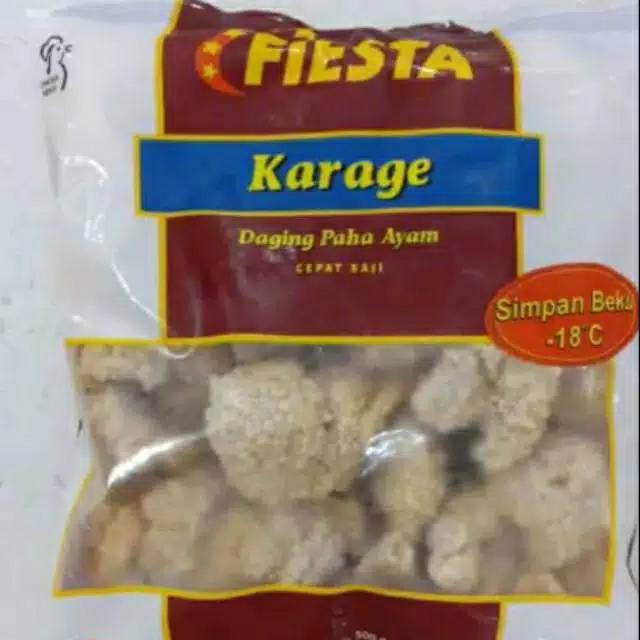 FiESTA
Karage
Daging Paha Ayam
CEPAT SAJI
Simpan Beku
-18°C